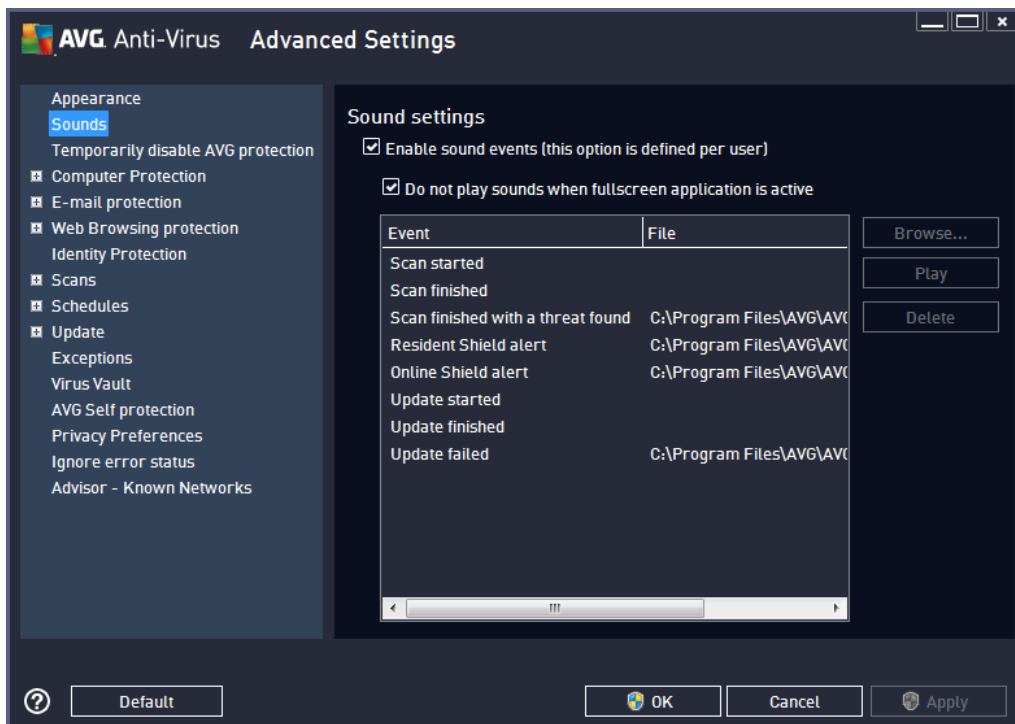 AVG. Anti-Virus Advanced Settings
Appearance
Sounds
Temporarily disable AVG protection
Computer Protection
E-mail protection
Web Browsing protection
Identity Protection
Scans
Schedules
Update
Exceptions
Virus Vault
AVG Self protection
Privacy Preferences
Ignore error status
Advisor - Known Networks
Sound settings
Enable sound events (this option is defined per user)
Do not play sounds when fullscreen application is active
Event File
Scan started
Scan finished
Scan finished with a threat found C:\Program Files\AVG\AV
Resident Shield alert C:\Program Files\AVG\AV
Online Shield alert C:\Program Files\AVG\AV
Update started
Update finished
Update failed C:\Program Files\AVG\AV
Browse...
Play
Delete
? Default OK Cancel Apply